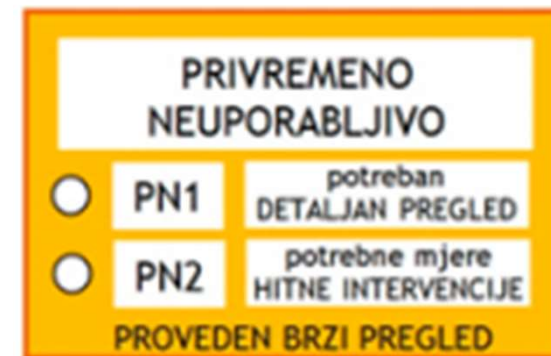 PRIVREMENO
NEUPORABLJIVO
PN1
potreban
DETALJAN PREGLED
PN2
potrebne mjere
HITNE INTERVENCIJE
PROVEDEN BRZI PREGLED